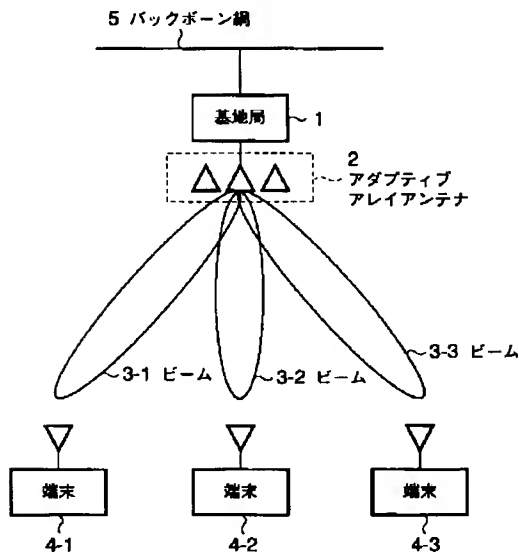 5 バックボーン網
基地局
1
2
アダプティブ
アレイアンテナ
3-1 ビーム
3-2 ビーム
3-3 ビーム
端末
端末
端末
4-1
4-2
4-3